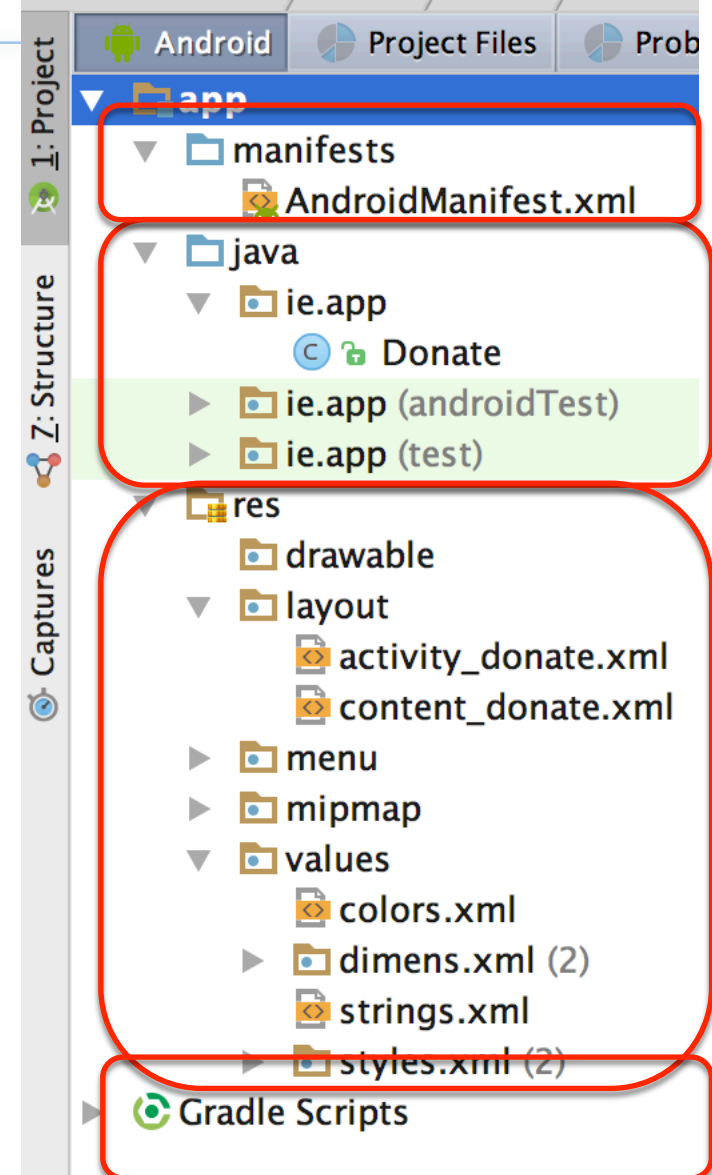 Android
Project Files
Prob
1: Project
Z: Structure
Captures
app
manifests
AndroidManifest.xml
java
ie.app
C Donate
ie.app (androidTest)
ie.app (test)
res
drawable
layout
activity_donate.xml
content_donate.xml
menu
mipmap
values
colors.xml
dimens.xml (2)
strings.xml
styles.xml (2)
Gradle Scripts